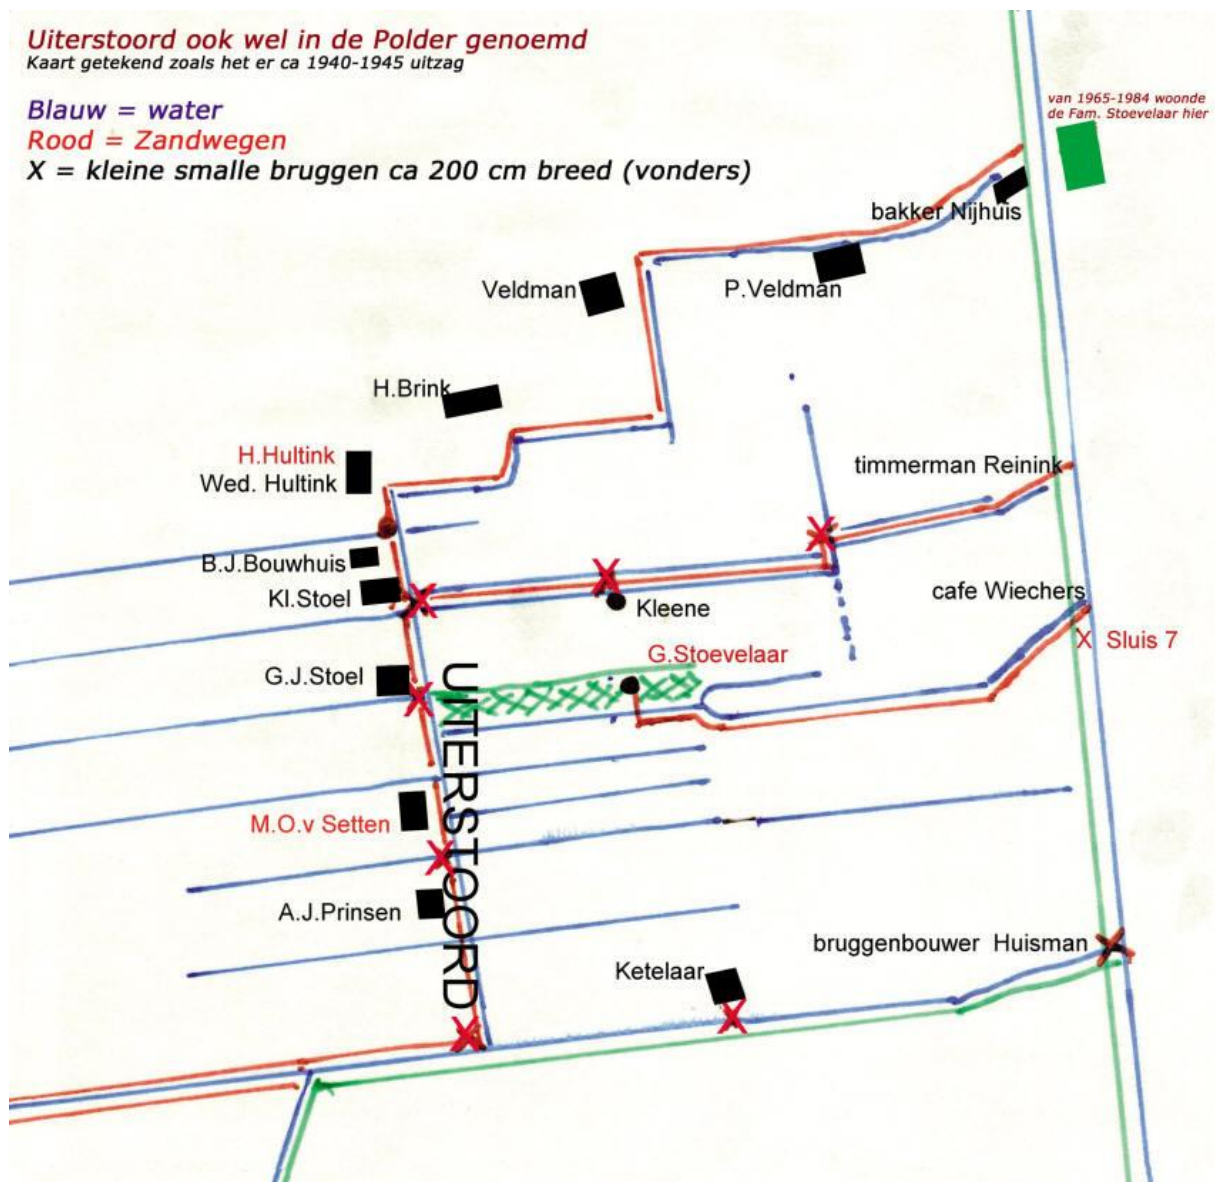 Uiterstoord ook wel in de Polder genoemd
Kaart getekend zoals het er ca 1940-1945 uitzag
Blauw = water
Rood = Zandwegen
X = kleine smalle bruggen ca 200 cm breed (vonders)
van 1965-1984 woonde
de Fam. Stoevelaar hier
bakker Nijhuis
Veldman
P.Veldman
H.Brink
H.Hultink
Wed. Hultink
timmerman Reinink
B.J.Bouwhuis
Kl.Stoel
Kleene
cafe Wiechers
X Sluis 7
G.Stoevelaar
G.J.Stoel
UITERSTOORD
M.O.v Setten
A.J.Prinsen
bruggenbouwer Huisman
Ketelaar